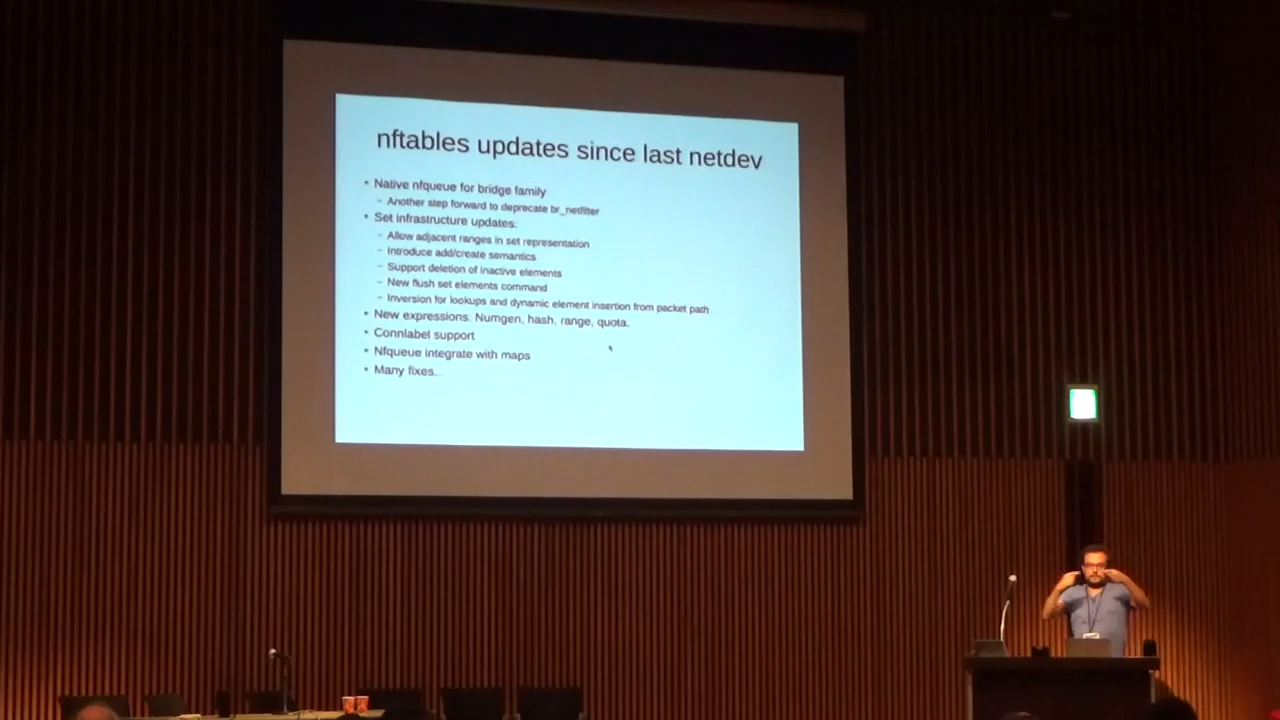 nftables updates since last netdev
• Native nfqueue for bridge family
– Another step forward to deprecate br_netfilter
• Set infrastructure updates:
– Allow adjacent ranges in set representation
– Introduce add/create semantics
– Support deletion of inactive elements
– New flush set elements command
– Inversion for lookups and dynamic element insertion from packet path
• New expressions: Numgen, hash, range, quota.
• Connlabel support
• Nfqueue integrate with maps
• Many fixes...